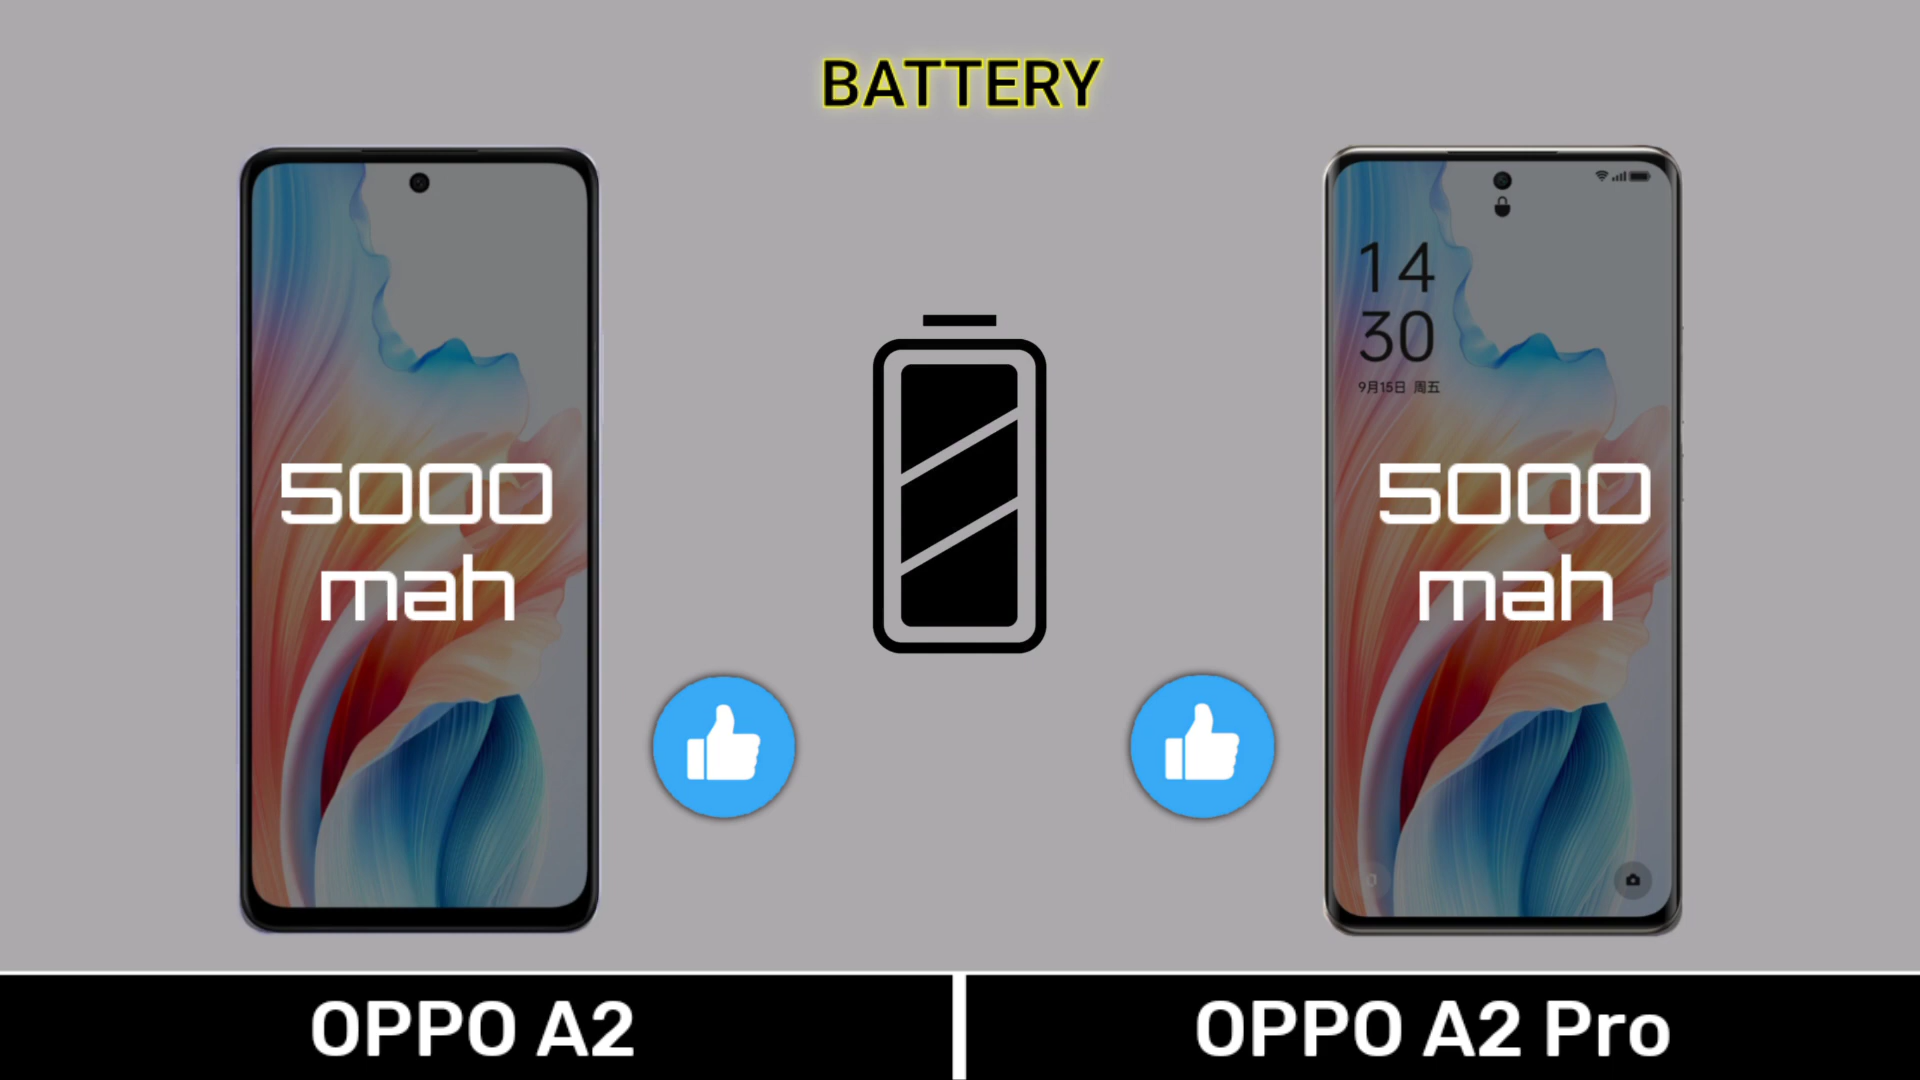 BATTERY
5000
mah
14
30
9月15日 周五
5000
mah
OPPO A2
OPPO A2 Pro